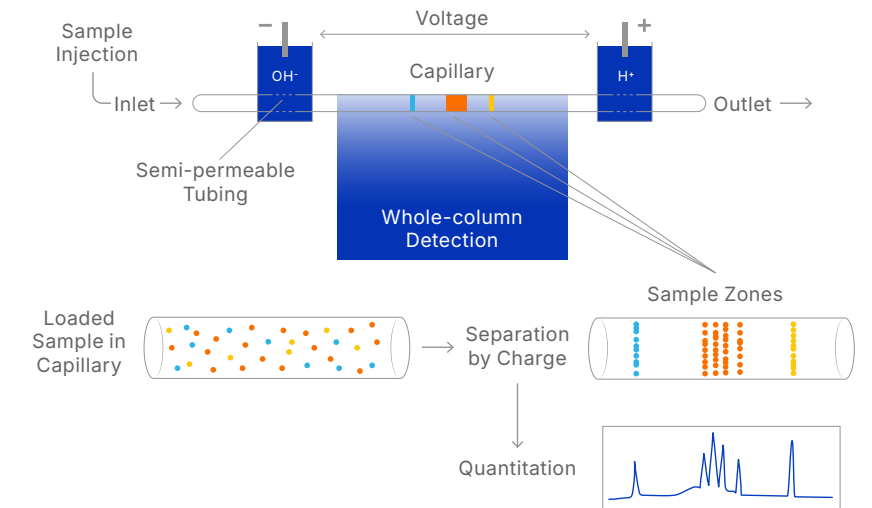 Sample
Injection
−
Voltage
+
OH⁻
Capillary
H⁺
Inlet
Outlet
Semi-permeable
Tubing
Whole-column
Detection
Sample Zones
Loaded
Sample in
Capillary
Separation
by Charge
Quantitation